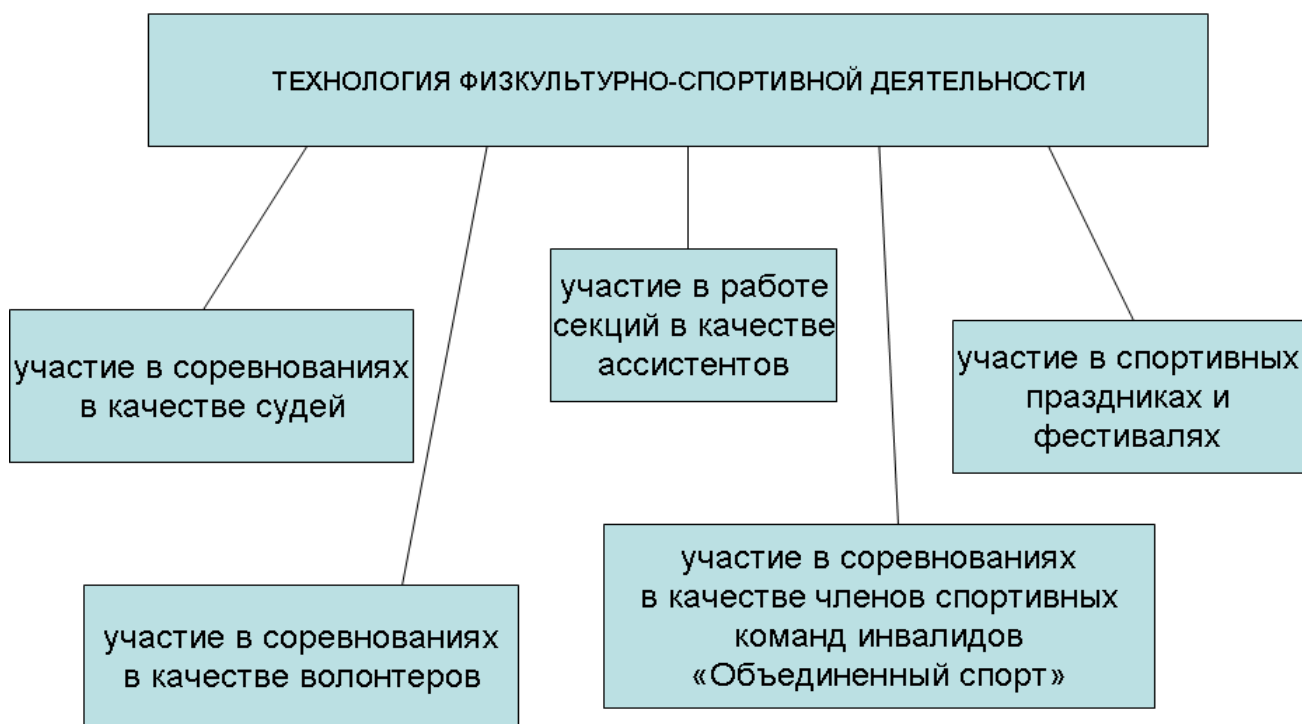 ТЕХНОЛОГИЯ ФИЗКУЛЬТУРНО-СПОРТИВНОЙ ДЕЯТЕЛЬНОСТИ
участие в соревнованиях
в качестве судей
участие в соревнованиях
в качестве волонтеров
участие в работе
секций в качестве
ассистентов
участие в соревнованиях
в качестве членов спортивных
команд инвалидов
«Объединенный спорт»
участие в спортивных
праздниках и
фестивалях